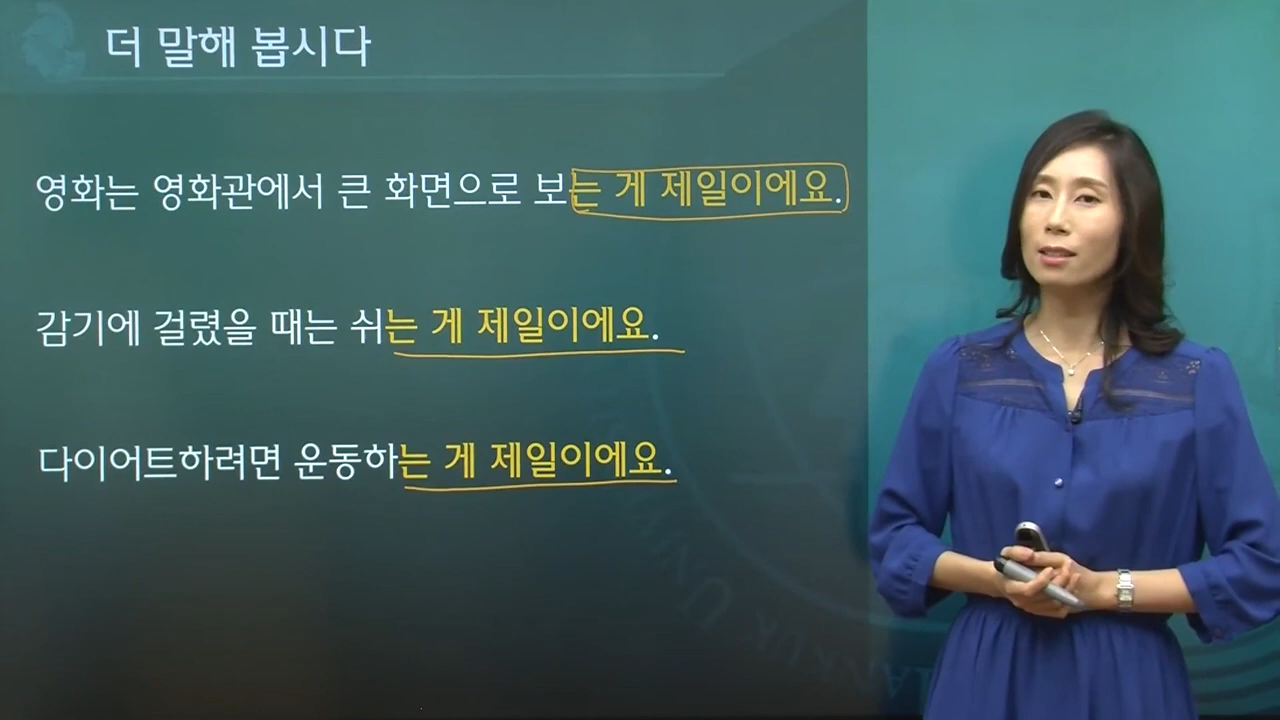 더 말해 봅시다
영화는 영화관에서 큰 화면으로 보는 게 제일이에요.
감기에 걸렸을 때는 쉬는 게 제일이에요.
다이어트하려면 운동하는 게 제일이에요.